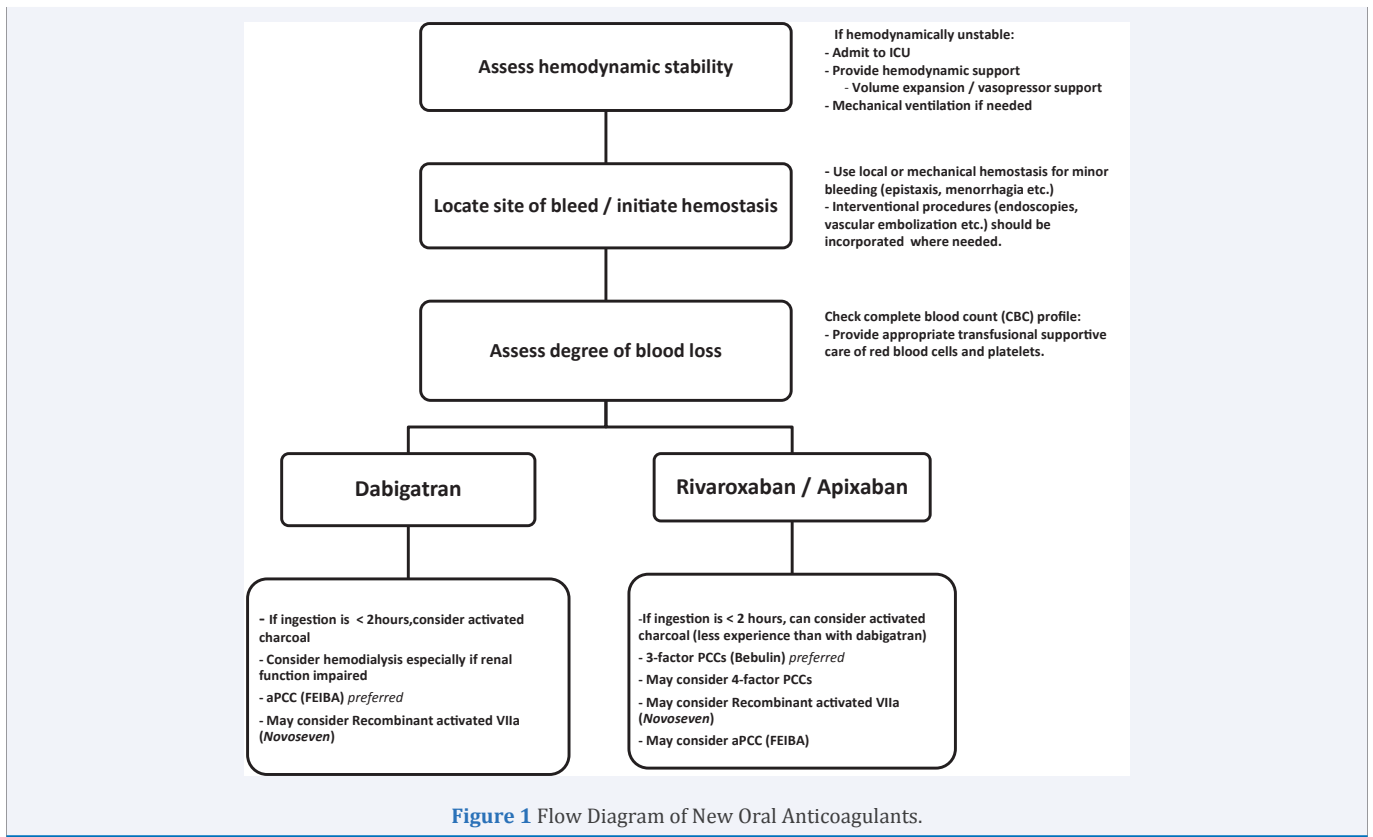 Assess hemodynamic stability
If hemodynamically unstable:
- Admit to ICU
- Provide hemodynamic support
- Volume expansion / vasopressor support
- Mechanical ventilation if needed
Locate site of bleed / initiate hemostasis
- Use local or mechanical hemostasis for minor
bleeding (epistaxis, menorrhagia etc.)
- Interventional procedures (endoscopies,
vascular embolization etc.) should be
incorporated where needed.
Assess degree of blood loss
Check complete blood count (CBC) profile:
- Provide appropriate transfusional supportive
care of red blood cells and platelets.
Dabigatran
Rivaroxaban / Apixaban
- If ingestion is < 2hours,consider activated
charcoal
- Consider hemodialysis especially if renal
function impaired
- aPCC (FEIBA) preferred
- May consider Recombinant activated VIIa
(Novoseven)
-If ingestion is < 2 hours, can consider activated
charcoal (less experience than with dabigatran)
- 3-factor PCCs (Bebulin) preferred
- May consider 4-factor PCCs
- May consider Recombinant activated VIIa
(Novoseven)
- May consider aPCC (FEIBA)
Figure 1 Flow Diagram of New Oral Anticoagulants.